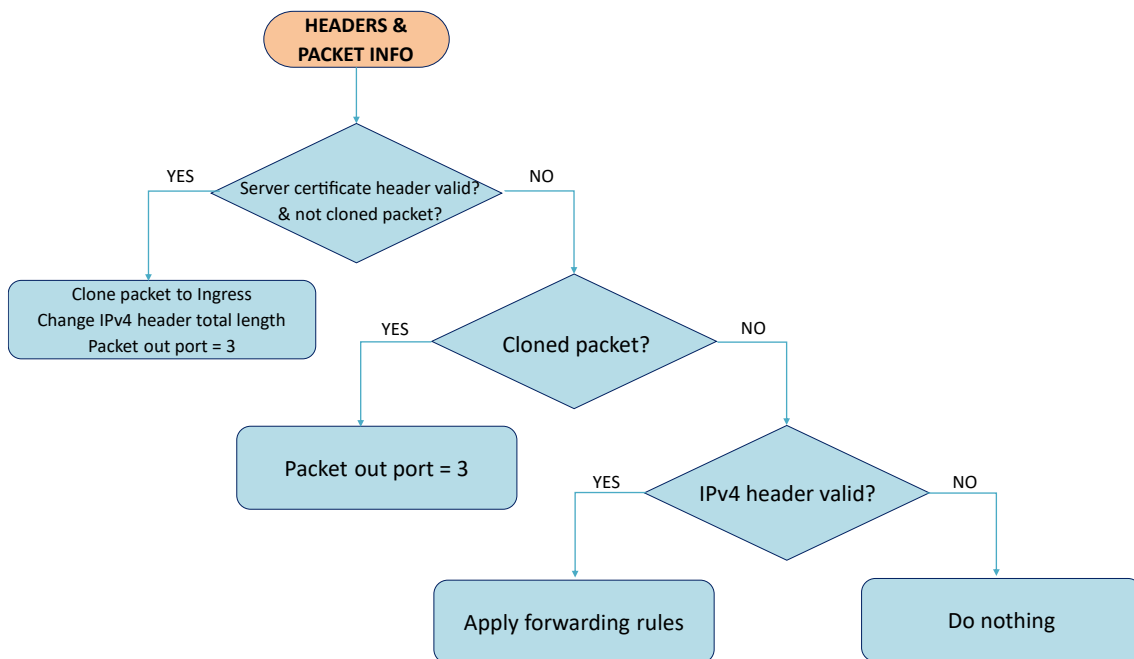 HEADERS &
PACKET INFO
YES
NO
Server certificate header valid?
& not cloned packet?
Clone packet to Ingress
Change IPv4 header total length
Packet out port = 3
YES
NO
Cloned packet?
Packet out port = 3
YES
NO
IPv4 header valid?
Apply forwarding rules
Do nothing